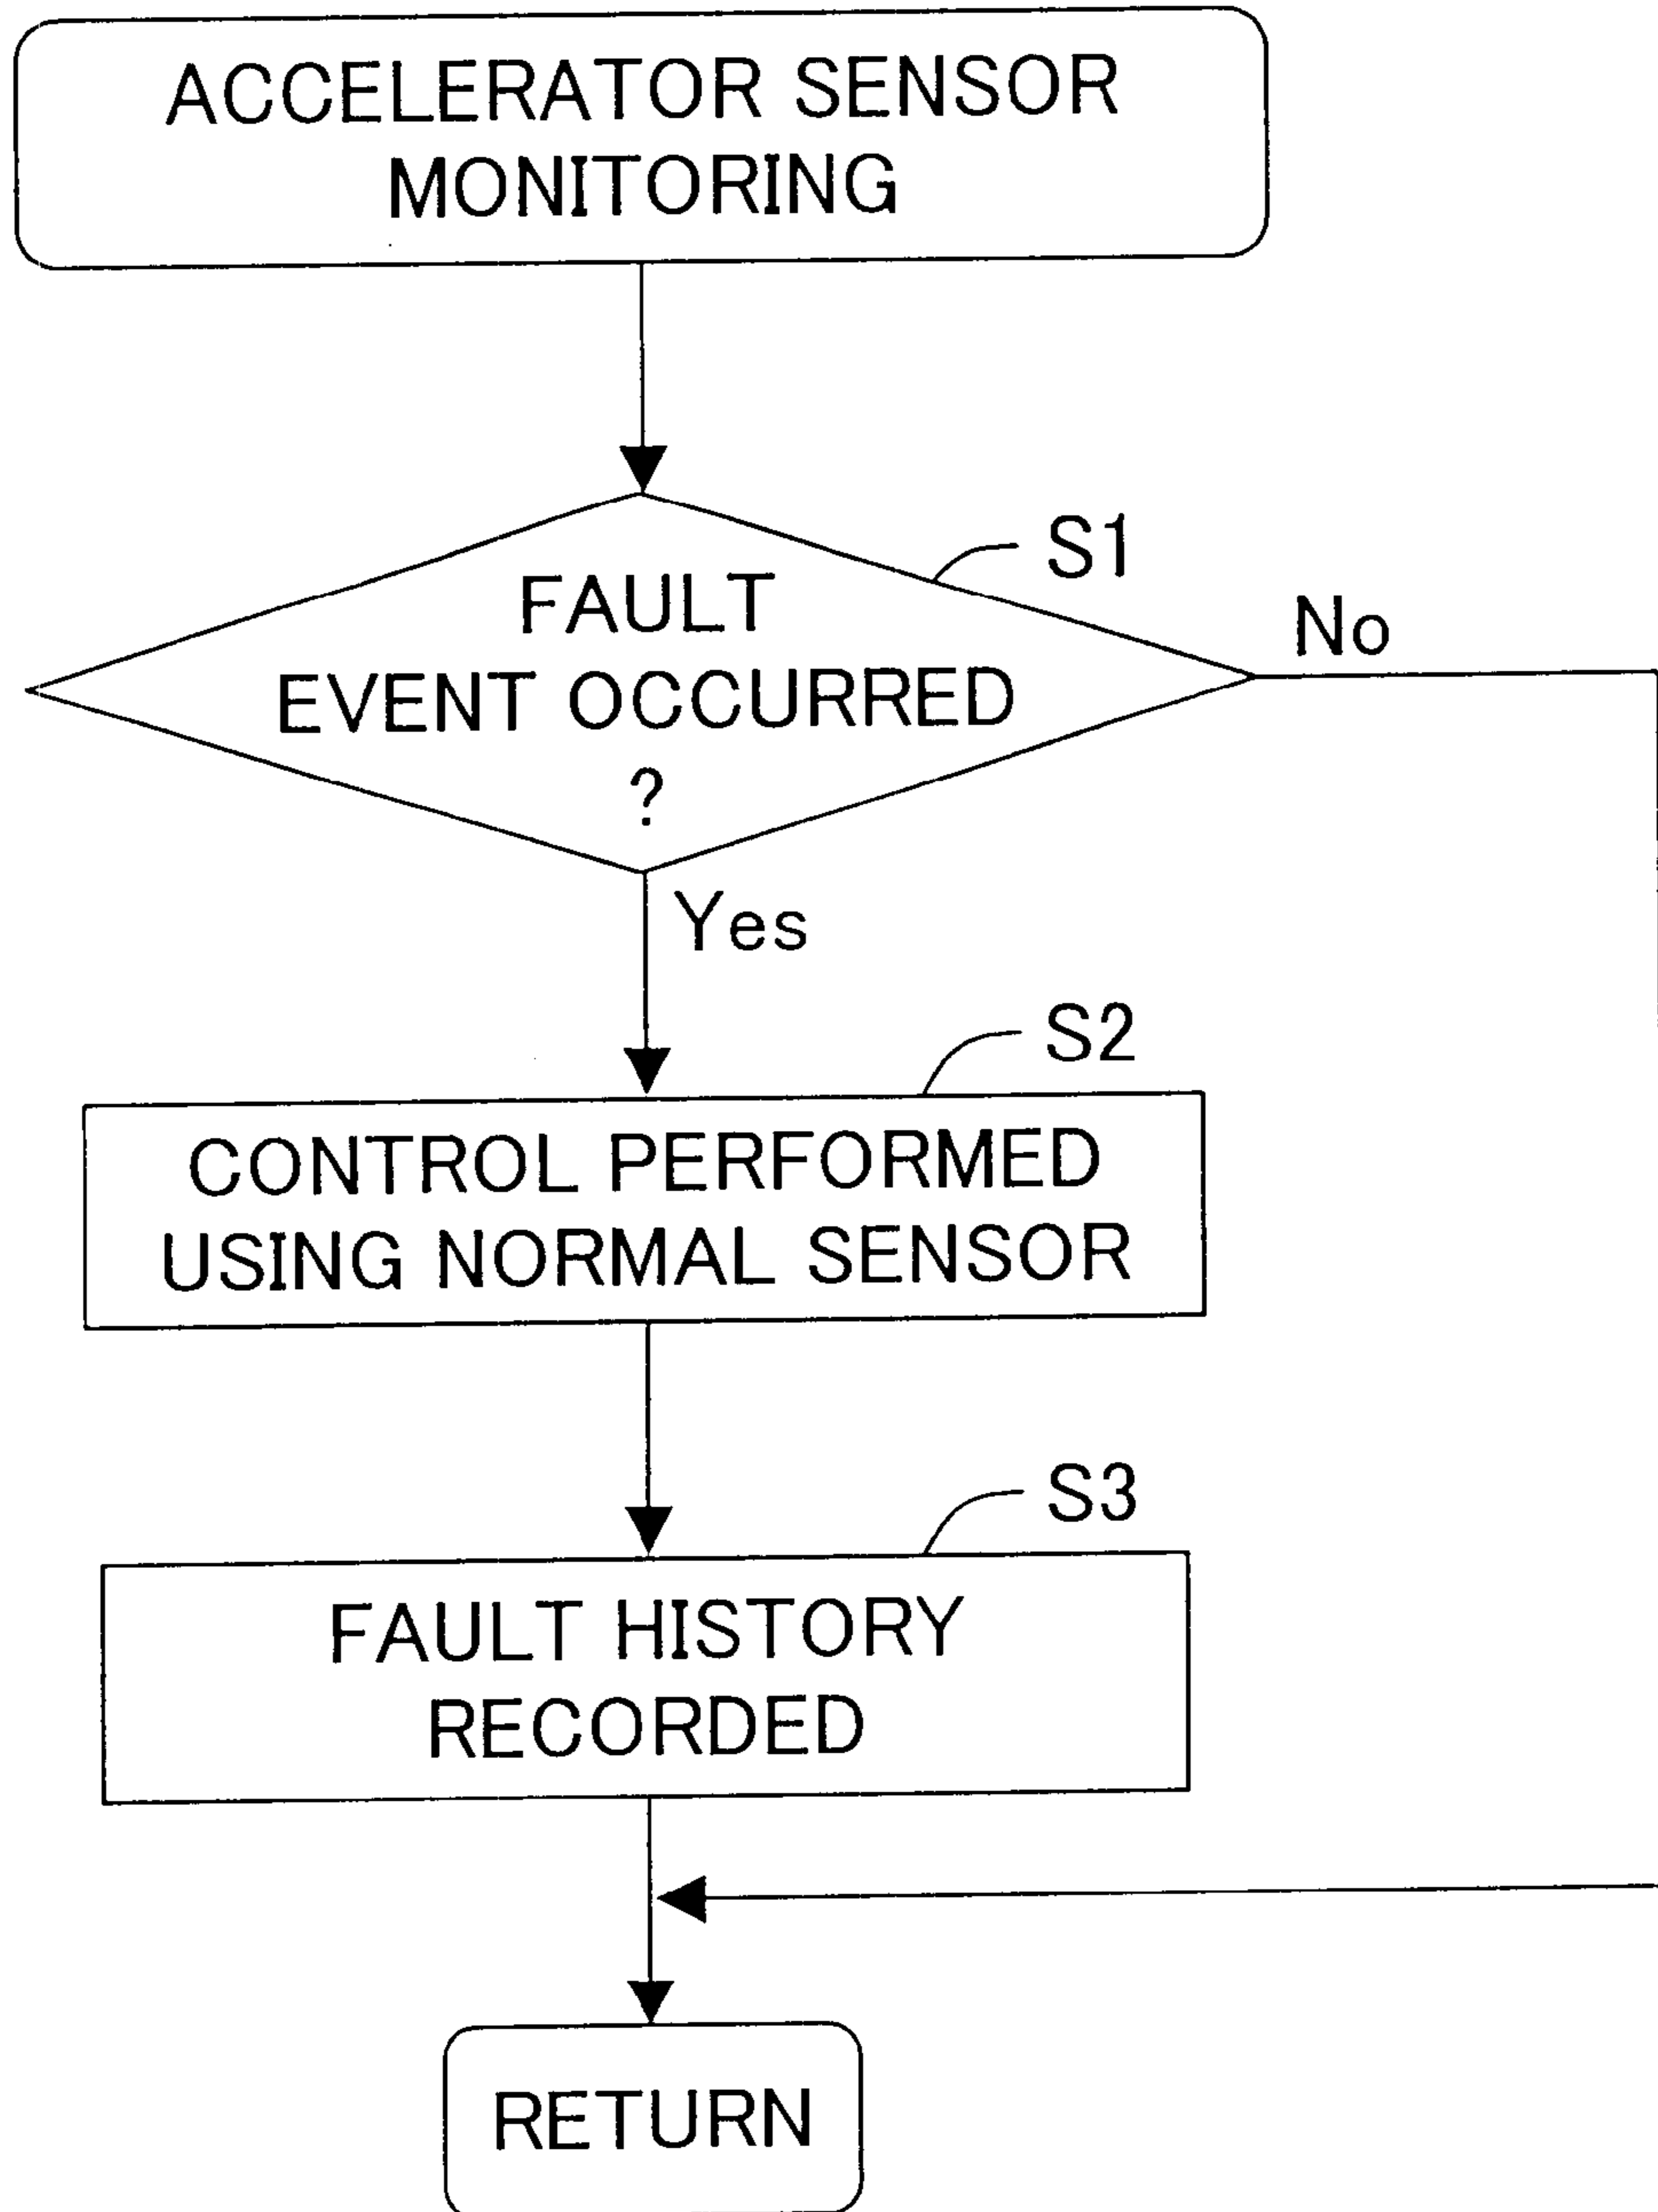 ACCELERATOR SENSOR
MONITORING
S1
FAULT
EVENT OCCURRED
?
No
Yes
S2
CONTROL PERFORMED
USING NORMAL SENSOR
S3
FAULT HISTORY
RECORDED
RETURN